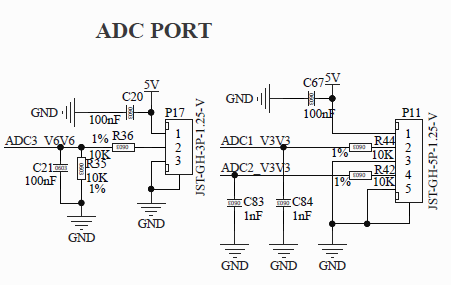 ADC PORT
C20
5V
GND
100nF
P17
ADC3_V6V6
1%
R36
10K
C21
100nF
R35
10K
1%
1
2
3
JST-GH-3P-1.25-V
GND
GND
C67
5V
GND
100nF
P11
ADC1_V3V3
R44
1%
10K
ADC2_V3V3
R42
1%
10K
1
2
3
4
5
JST-GH-5P-1.25-V
C83
1nF
C84
1nF
GND
GND
GND